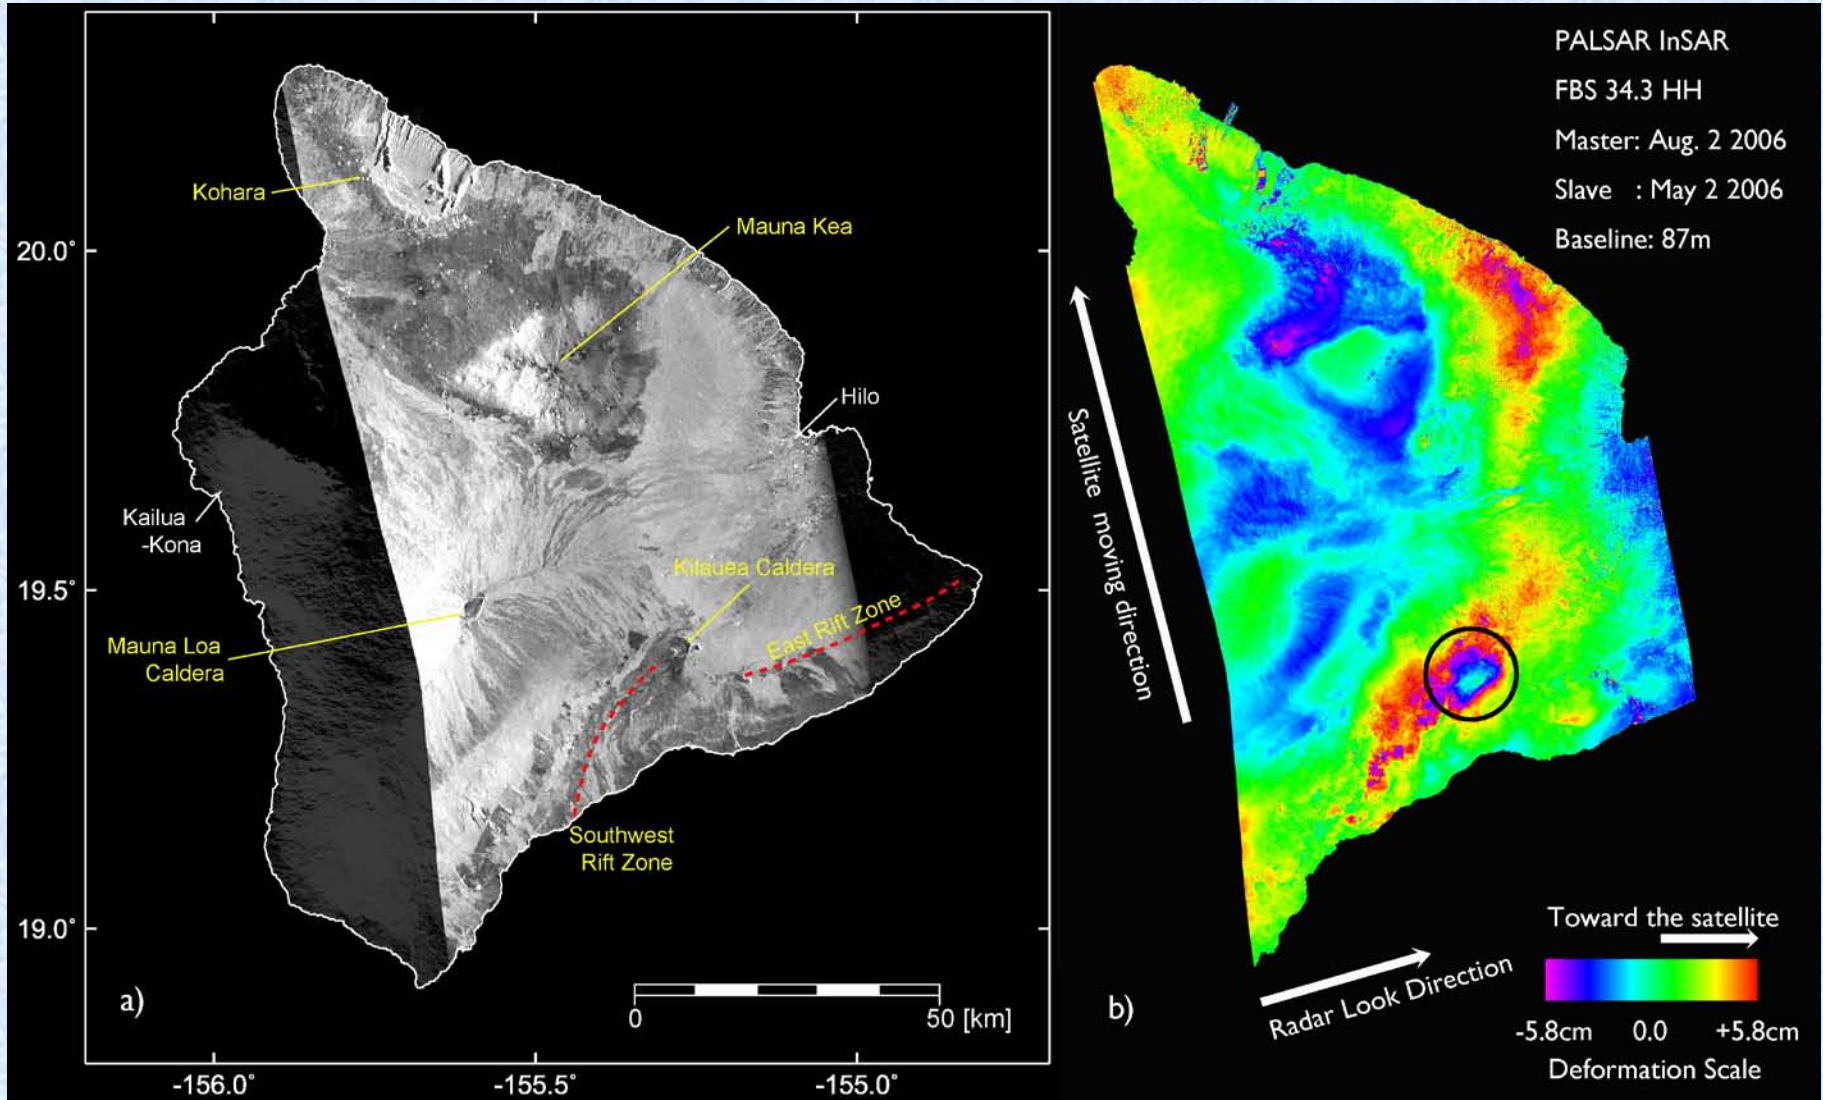 20.0°
19.5°
19.0°
-156.0°
-155.5°
-155.0°
Kohara
Mauna Kea
Hilo
Kailua
-Kona
Kilauea Caldera
East Rift Zone
Mauna Loa
Caldera
Southwest
Rift Zone
a)
0
50 [km]
PALSAR InSAR
FBS 34.3 HH
Master: Aug. 2 2006
Slave : May 2 2006
Baseline: 87m
Satellite moving direction
Radar Look Direction
b)
Toward the satellite
-5.8cm 0.0 +5.8cm
Deformation Scale